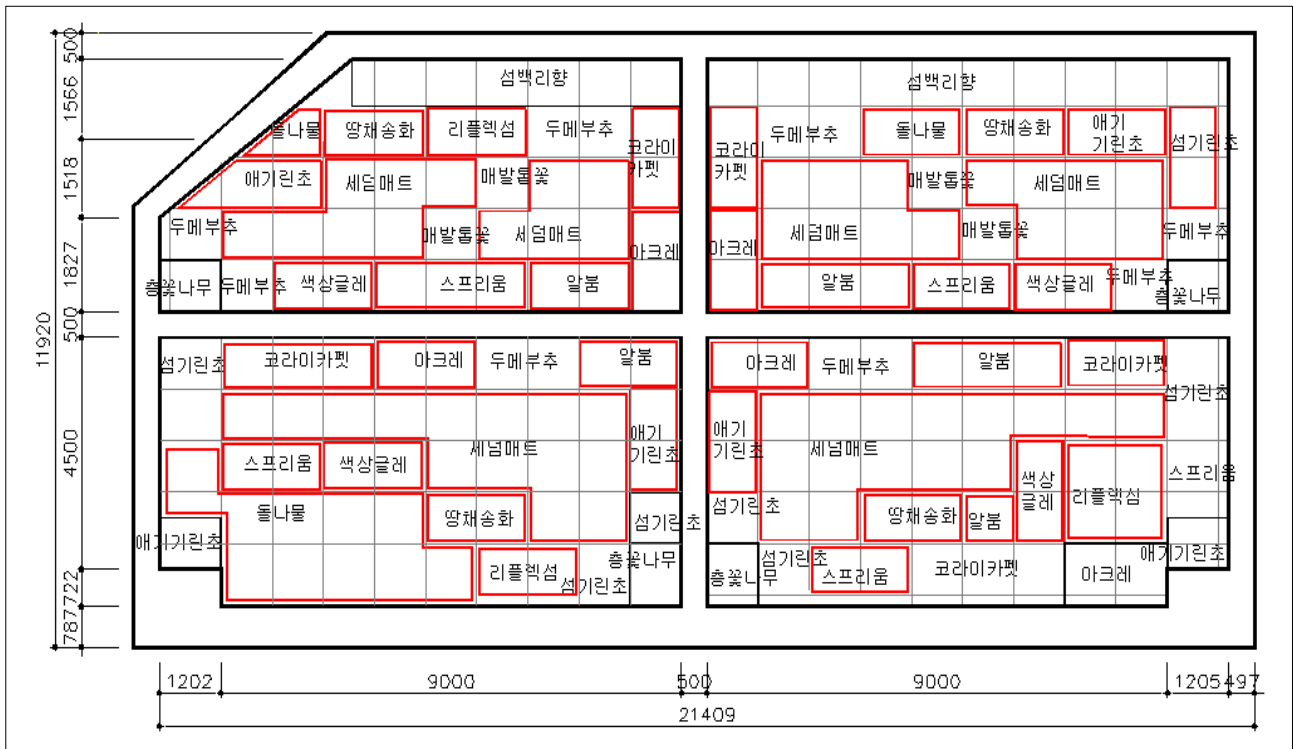 섬백리향
섬백리향
돌나물
땅채송화
리플렉섬
두메부추
코라이
카펫
코라이
카펫
두메부추
돌나물
땅채송화
애기
기린초
섬기린초
애기린초
세덤매트
매발톱꽃
매발톱꽃
세덤매트
두메부추
매발톱꽃
세덤매트
아크레
아크레
세덤매트
매발톱꽃
두메부추
층꽃나무
두메부추
색상글레
스프리움
알붐
알붐
스프리움
색상글레
두메부추
층꽃나무
섬기린초
코라이카펫
아크레
두메부추
알붐
아크레
두메부추
알붐
코라이카펫
섬기린초
세덤매트
애기
기린초
애기
기린초
세덤매트
스프리움
색상글레
색상
글레
리플렉섬
스프리움
돌나물
땅채송화
섬기린초
섬기린초
땅채송화
알붐
애기기린초
리플렉섬
섬기린초
층꽃나무
층꽃나무
섬기린초
스프리움
코라이카펫
아크레
애기기린초
500
1566
1518
1827
500
4500
722
787
11920
1202
9000
500
9000
1205
497
21409